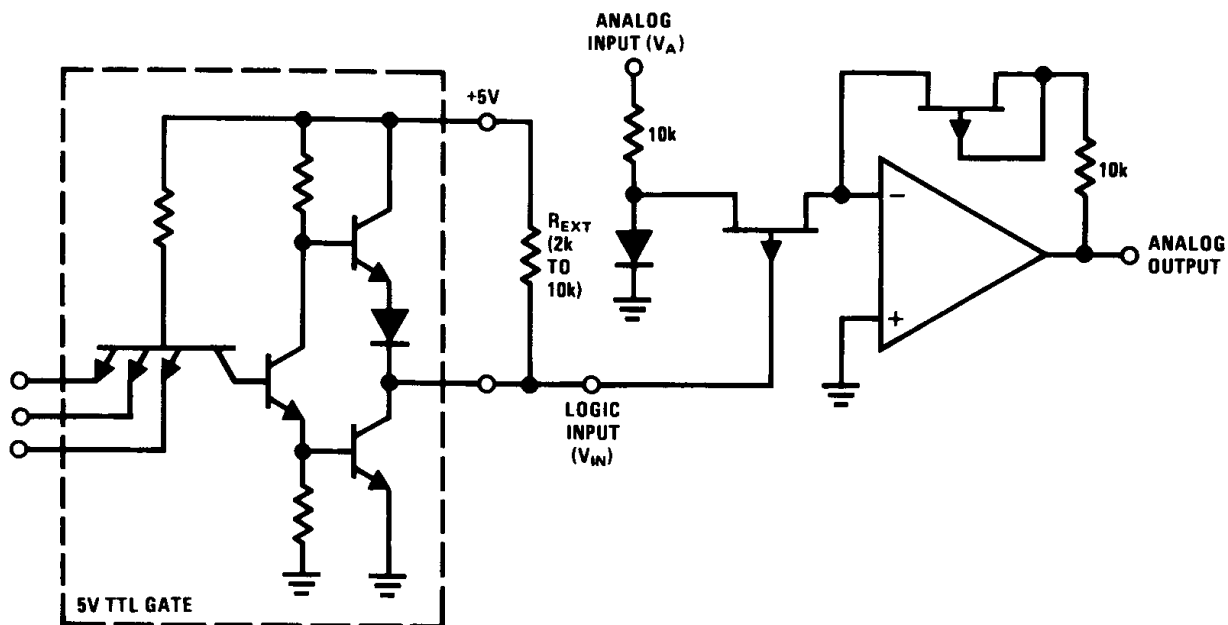 ANALOG
INPUT (VA)
+5V
10k
10k
REXT
(2k
TO
10k)
−
+
ANALOG
OUTPUT
LOGIC
INPUT
(VIN)
5V TTL GATE